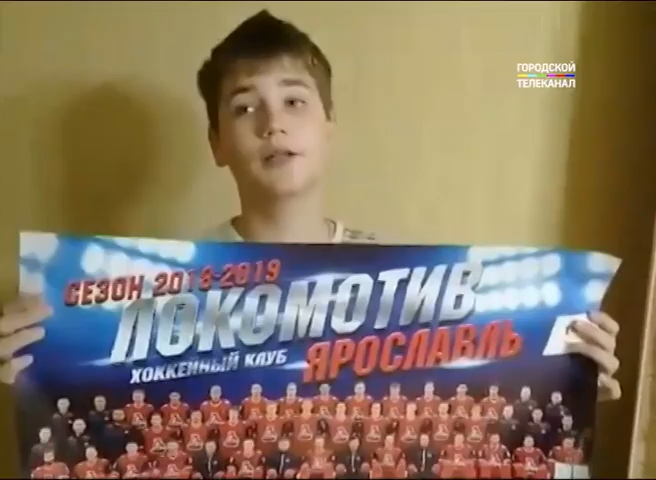 ГОРОДСКОЙ
ТЕЛЕКАНАЛ
СЕЗОН 2018-2019
ЛОКОМОТИВ
ХОККЕЙНЫЙ КЛУБ
ЯРОСЛАВЛЬ